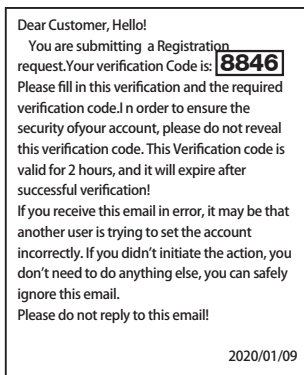 Dear Customer, Hello!
You are submitting a Registration
request.Your verification Code is: 8846
Please fill in this verification and the required
verification code.I n order to ensure the
security ofyour account, please do not reveal
this verification code. This Verification code is
valid for 2 hours, and it will expire after
successful verification!
If you receive this email in error, it may be that
another user is trying to set the account
incorrectly. If you didn't initiate the action, you
don't need to do anything else, you can safely
ignore this email.
Please do not reply to this email!
2020/01/09